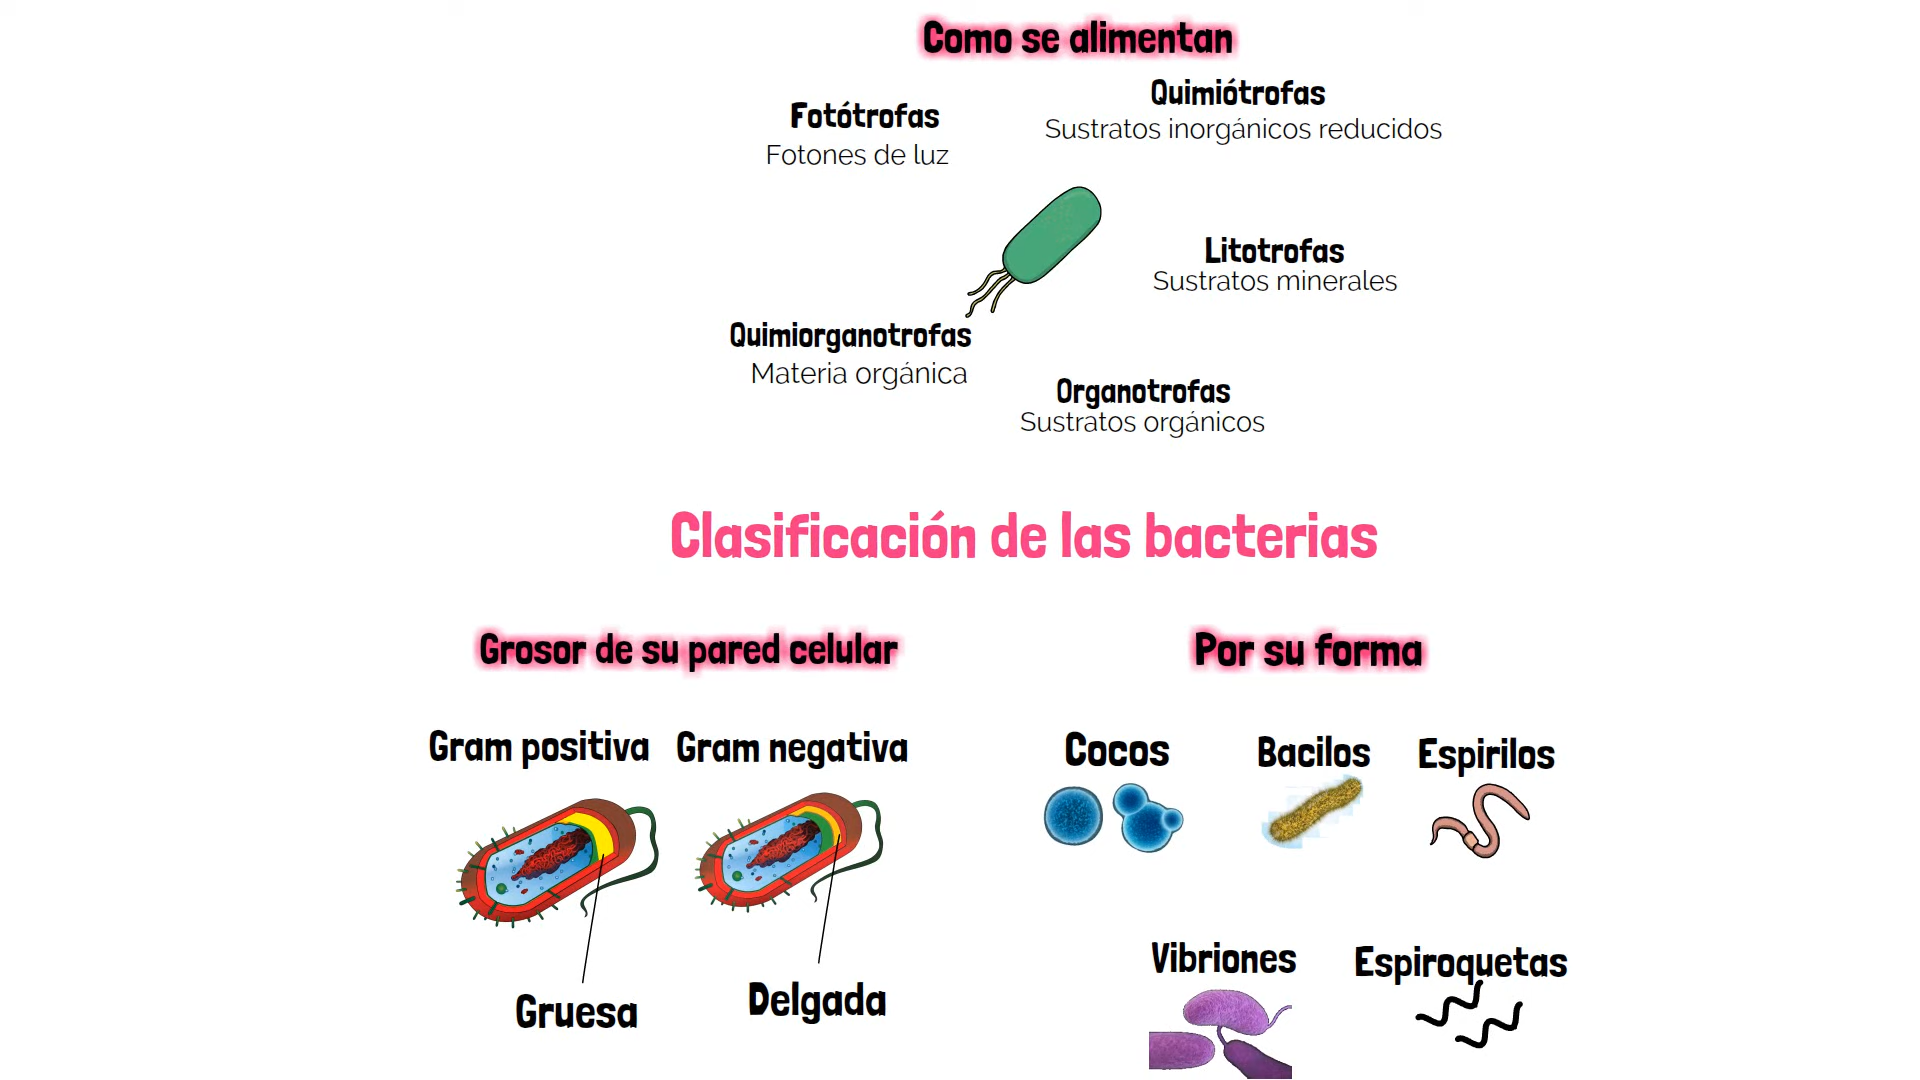 Como se alimentan
Fotótrofas
Fotones de luz
Quimiótrofas
Sustratos inorgánicos reducidos
Litotrofas
Sustratos minerales
Quimiorganotrofas
Materia orgánica
Organotrofas
Sustratos orgánicos
Clasificación de las bacterias
Grosor de su pared celular
Gram positiva
Gram negativa
Gruesa
Delgada
Por su forma
Cocos
Bacilos
Espirilos
Vibriones
Espiroquetas